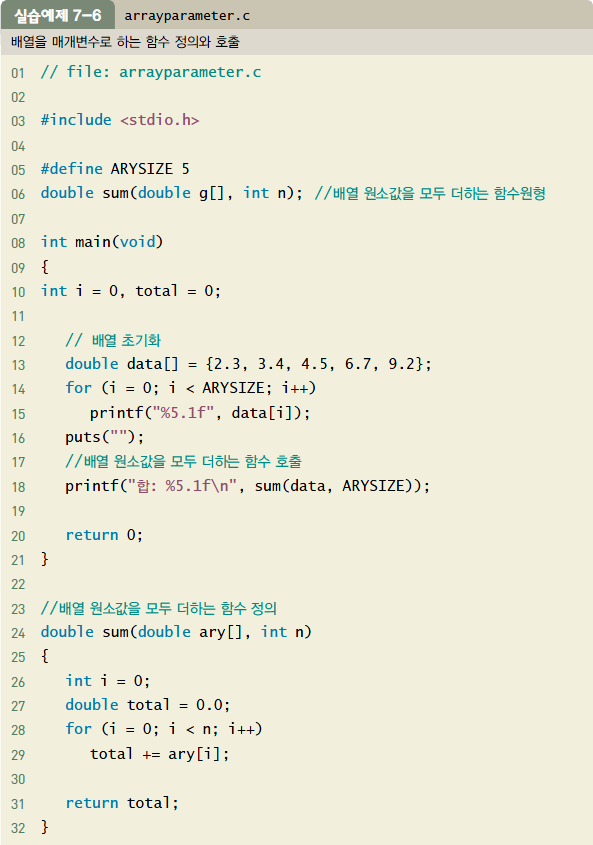 실습예제 7-6 arrayparameter.c
배열을 매개변수로 하는 함수 정의와 호출
01 // file: arrayparameter.c
02
03 #include <stdio.h>
04
05 #define ARYSIZE 5
06 double sum(double g[], int n); //배열 원소값을 모두 더하는 함수원형
07
08 int main(void)
09 {
10 int i = 0, total = 0;
11
12 // 배열 초기화
13 double data[] = {2.3, 3.4, 4.5, 6.7, 9.2};
14 for (i = 0; i < ARYSIZE; i++)
15 printf("%5.1f", data[i]);
16 puts("");
17 //배열 원소값을 모두 더하는 함수 호출
18 printf("합: %5.1f\n", sum(data, ARYSIZE));
19
20 return 0;
21 }
22
23 //배열 원소값을 모두 더하는 함수 정의
24 double sum(double ary[], int n)
25 {
26 int i = 0;
27 double total = 0.0;
28 for (i = 0; i < n; i++)
29 total += ary[i];
30
31 return total;
32 }